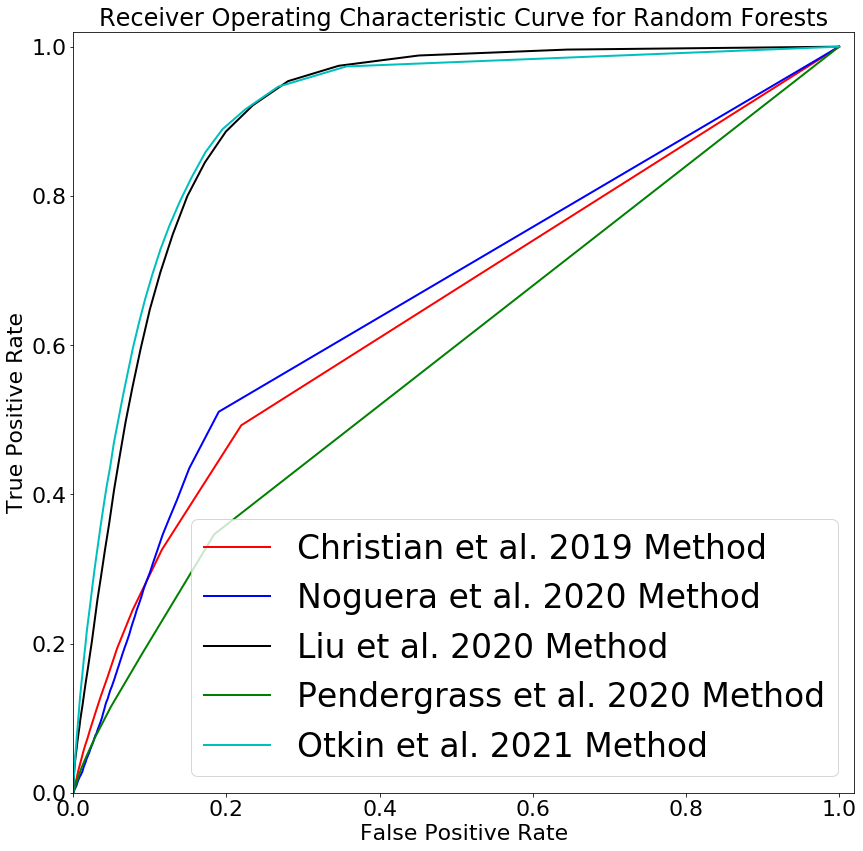 Receiver Operating Characteristic Curve for Random Forests
1.0
0.8
0.6
0.4
0.2
0.0
True Positive Rate
Christian et al. 2019 Method
Noguera et al. 2020 Method
Liu et al. 2020 Method
Pendergrass et al. 2020 Method
Otkin et al. 2021 Method
0.0 0.2 0.4 0.6 0.8 1.0
False Positive Rate